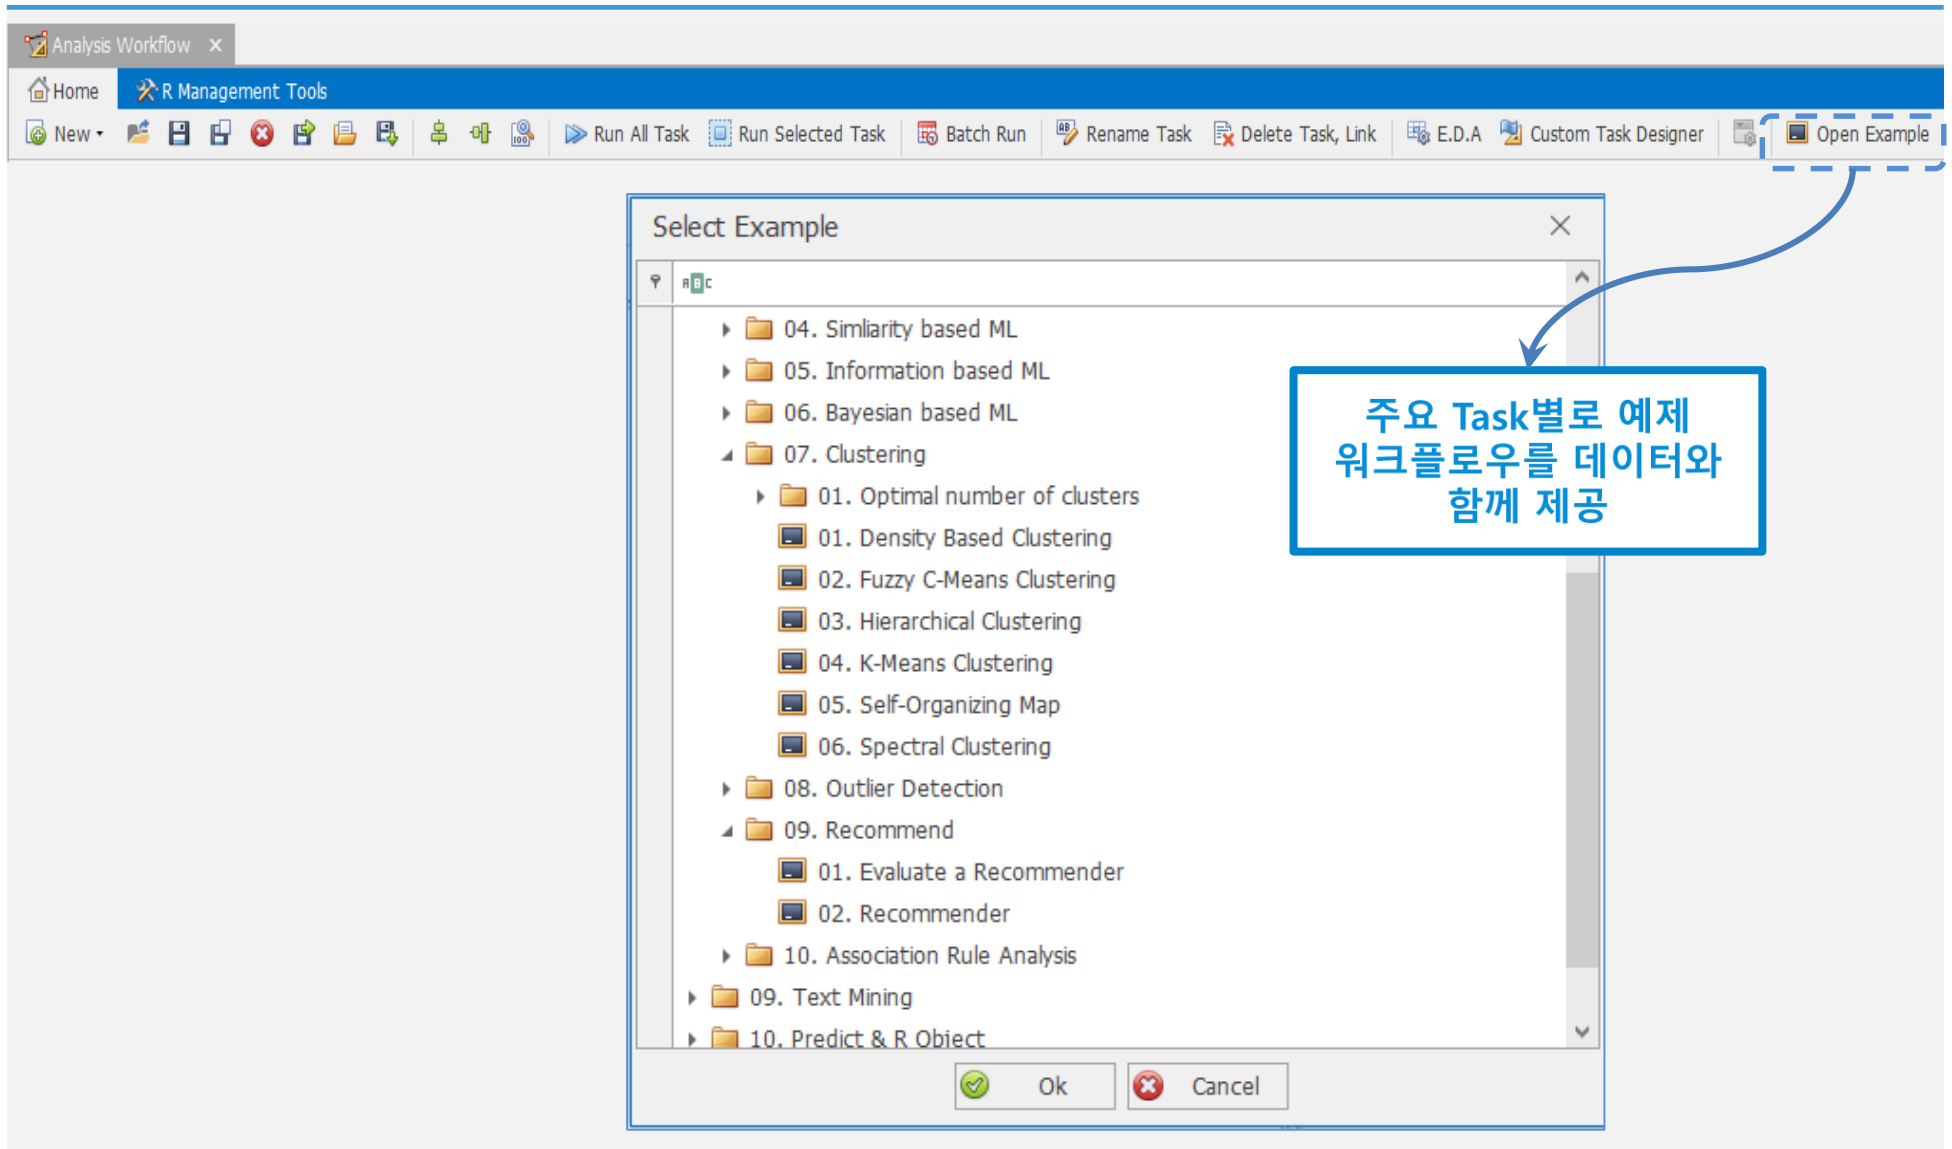 Analysis Workflow
Home R Management Tools
New Run All Task Run Selected Task Batch Run Rename Task Delete Task, Link E.D.A Custom Task Designer Open Example
Select Example
ABC
04. Simliarity based ML
05. Information based ML
06. Bayesian based ML
07. Clustering
01. Optimal number of clusters
01. Density Based Clustering
02. Fuzzy C-Means Clustering
03. Hierarchical Clustering
04. K-Means Clustering
05. Self-Organizing Map
06. Spectral Clustering
08. Outlier Detection
09. Recommend
01. Evaluate a Recommender
02. Recommender
10. Association Rule Analysis
09. Text Mining
10. Predict & R Object
Ok Cancel
주요 Task별로 예제
워크플로우를 데이터와
함께 제공